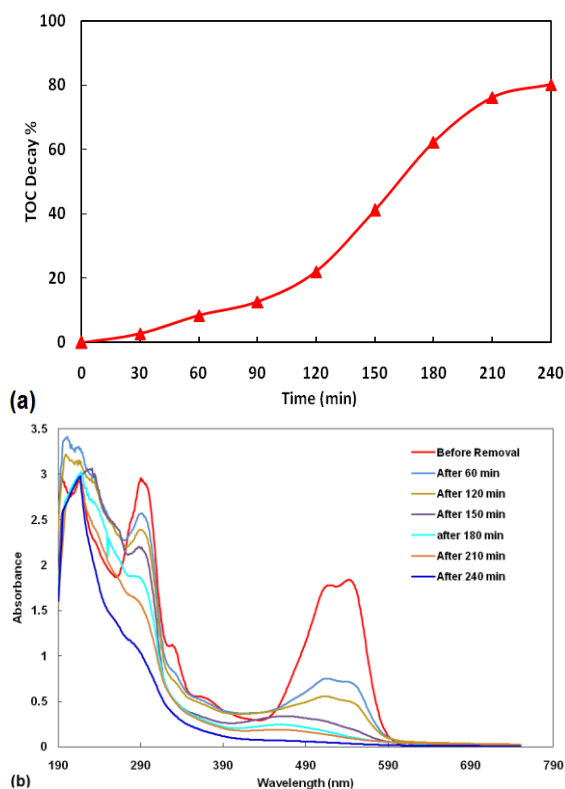 100
80
60
40
20
0
TOC Decay %
0 30 60 90 120 150 180 210 240
Time (min)
(a)
3.5
3
2.5
2
1.5
1
0.5
0
Absorbance
Before Removal
After 60 min
After 120 min
After 150 min
after 180 min
After 210 min
After 240 min
190 290 390 490 590 690 790
Wavelength (nm)
(b)